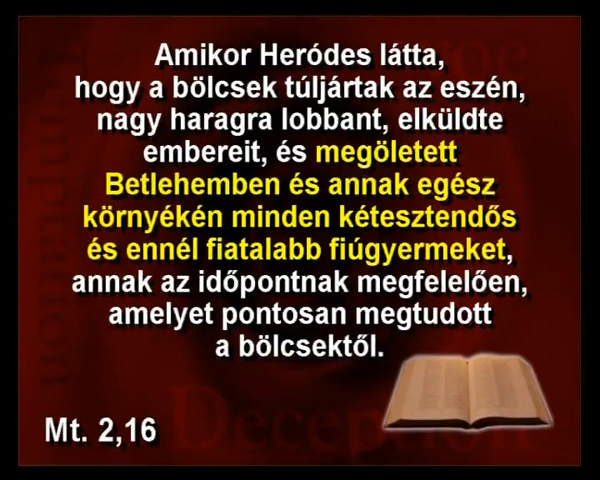 Amikor Heródes látta,
hogy a bölcsek túljártak az eszén,
nagy haragra lobbant, elküldte
embereit, és megöletett
Betlehemben és annak egész
környékén minden kétesztendős
és ennél fiatalabb fiúgyermeket,
annak az időpontnak megfelelően,
amelyet pontosan megtudott
a bölcsektől.
Mt. 2,16
Deception